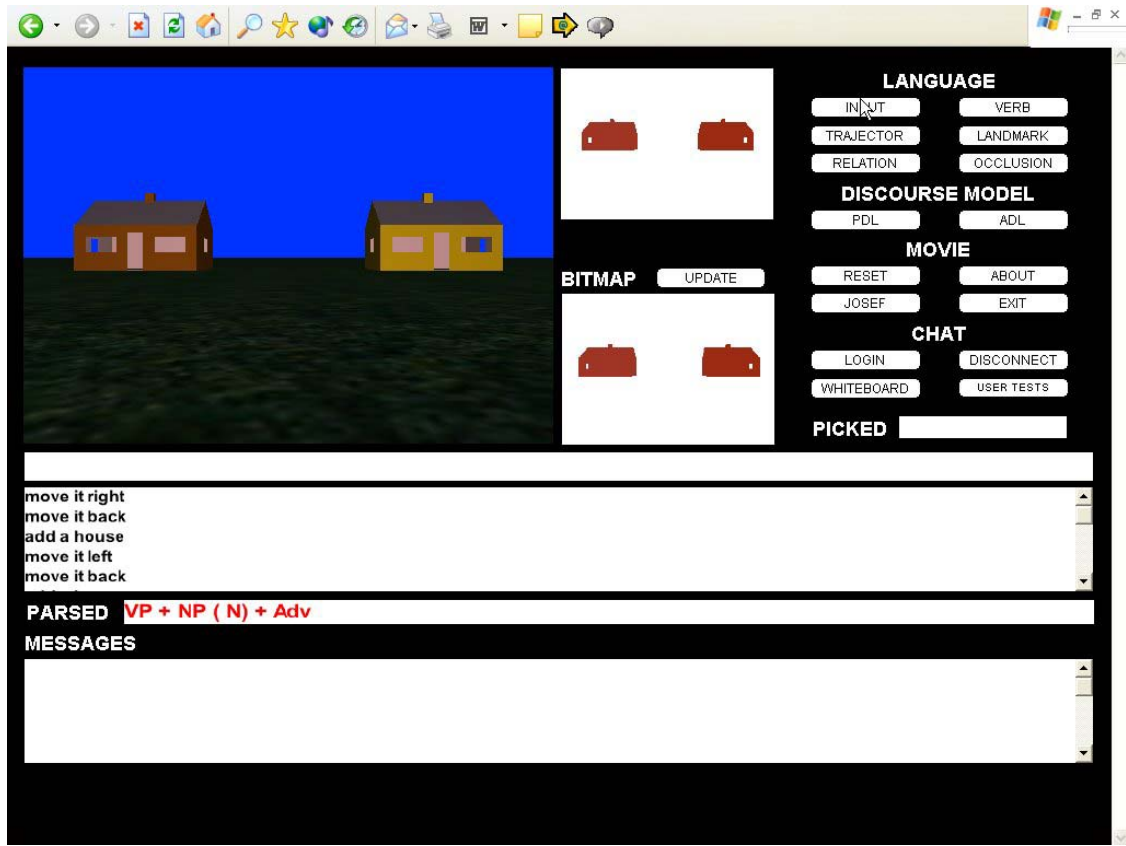 LANGUAGE
INPUT VERB
TRAJECTOR LANDMARK
RELATION OCCLUSION
DISCOURSE MODEL
PDL ADL
MOVIE
RESET ABOUT
JOSEF EXIT
CHAT
LOGIN DISCONNECT
WHITEBOARD USER TESTS
PICKED
BITMAP UPDATE
move it right
move it back
add a house
move it left
move it back
PARSED VP + NP ( N) + Adv
MESSAGES